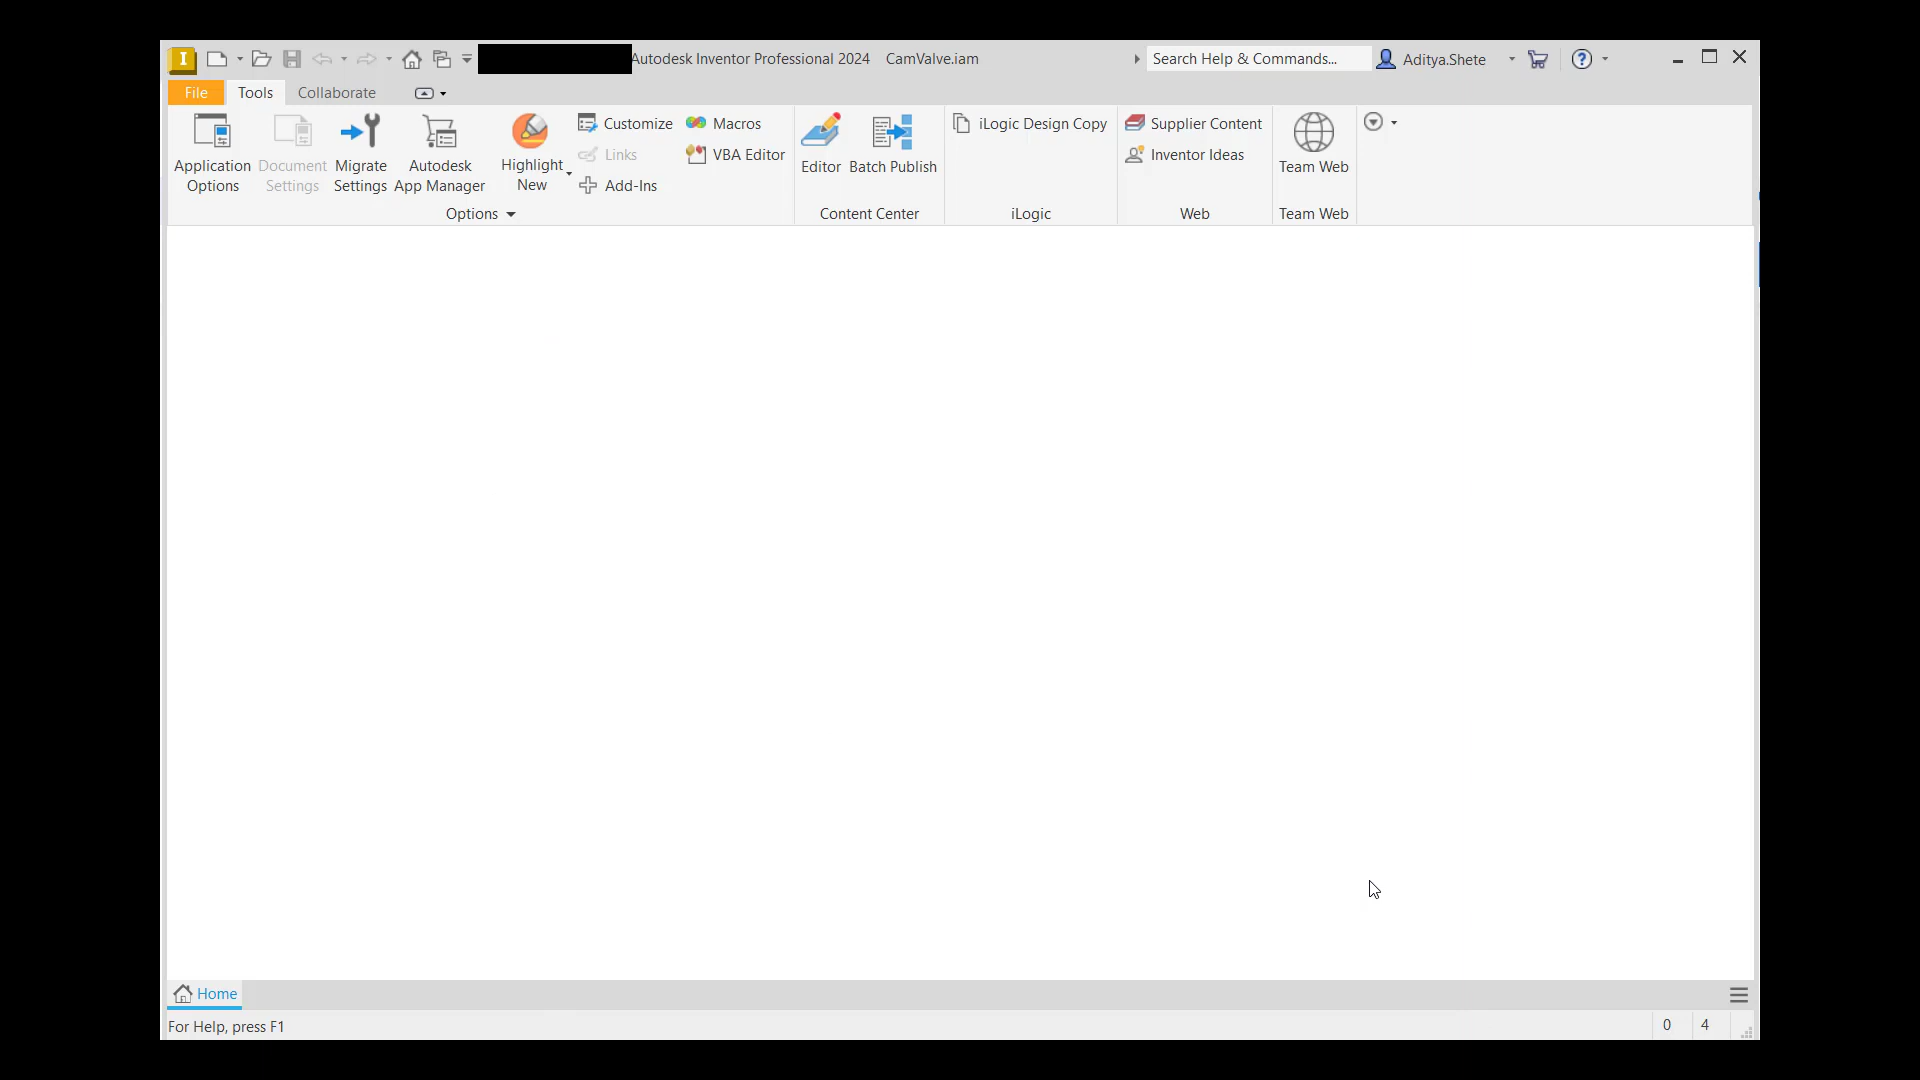 I Autodesk Inventor Professional 2024 CamValve.iam Search Help & Commands... Aditya.Shete ?
File Tools Collaborate
Application Options
Document Settings
Migrate Settings
Autodesk App Manager
Highlight New
Customize
Links
Add-Ins
Macros
VBA Editor
Options
Editor
Batch Publish
Content Center
iLogic Design Copy
iLogic
Supplier Content
Inventor Ideas
Web
Team Web
Team Web
Home
For Help, press F1 0 4